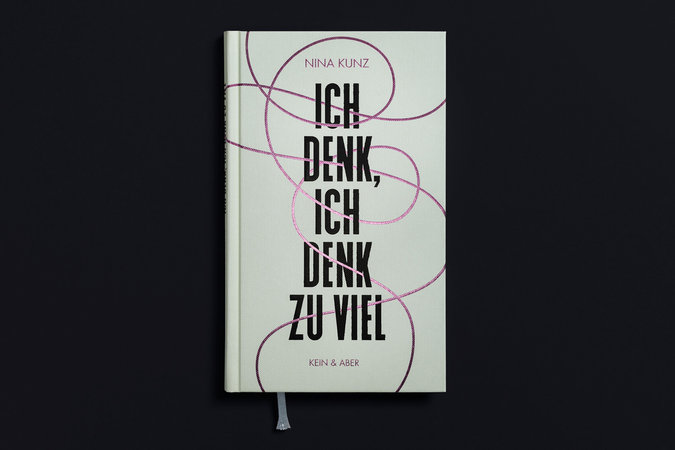 NINA KUNZ
ICH
DENK,
ICH
DENK
ZU VIEL
KEIN & ABER